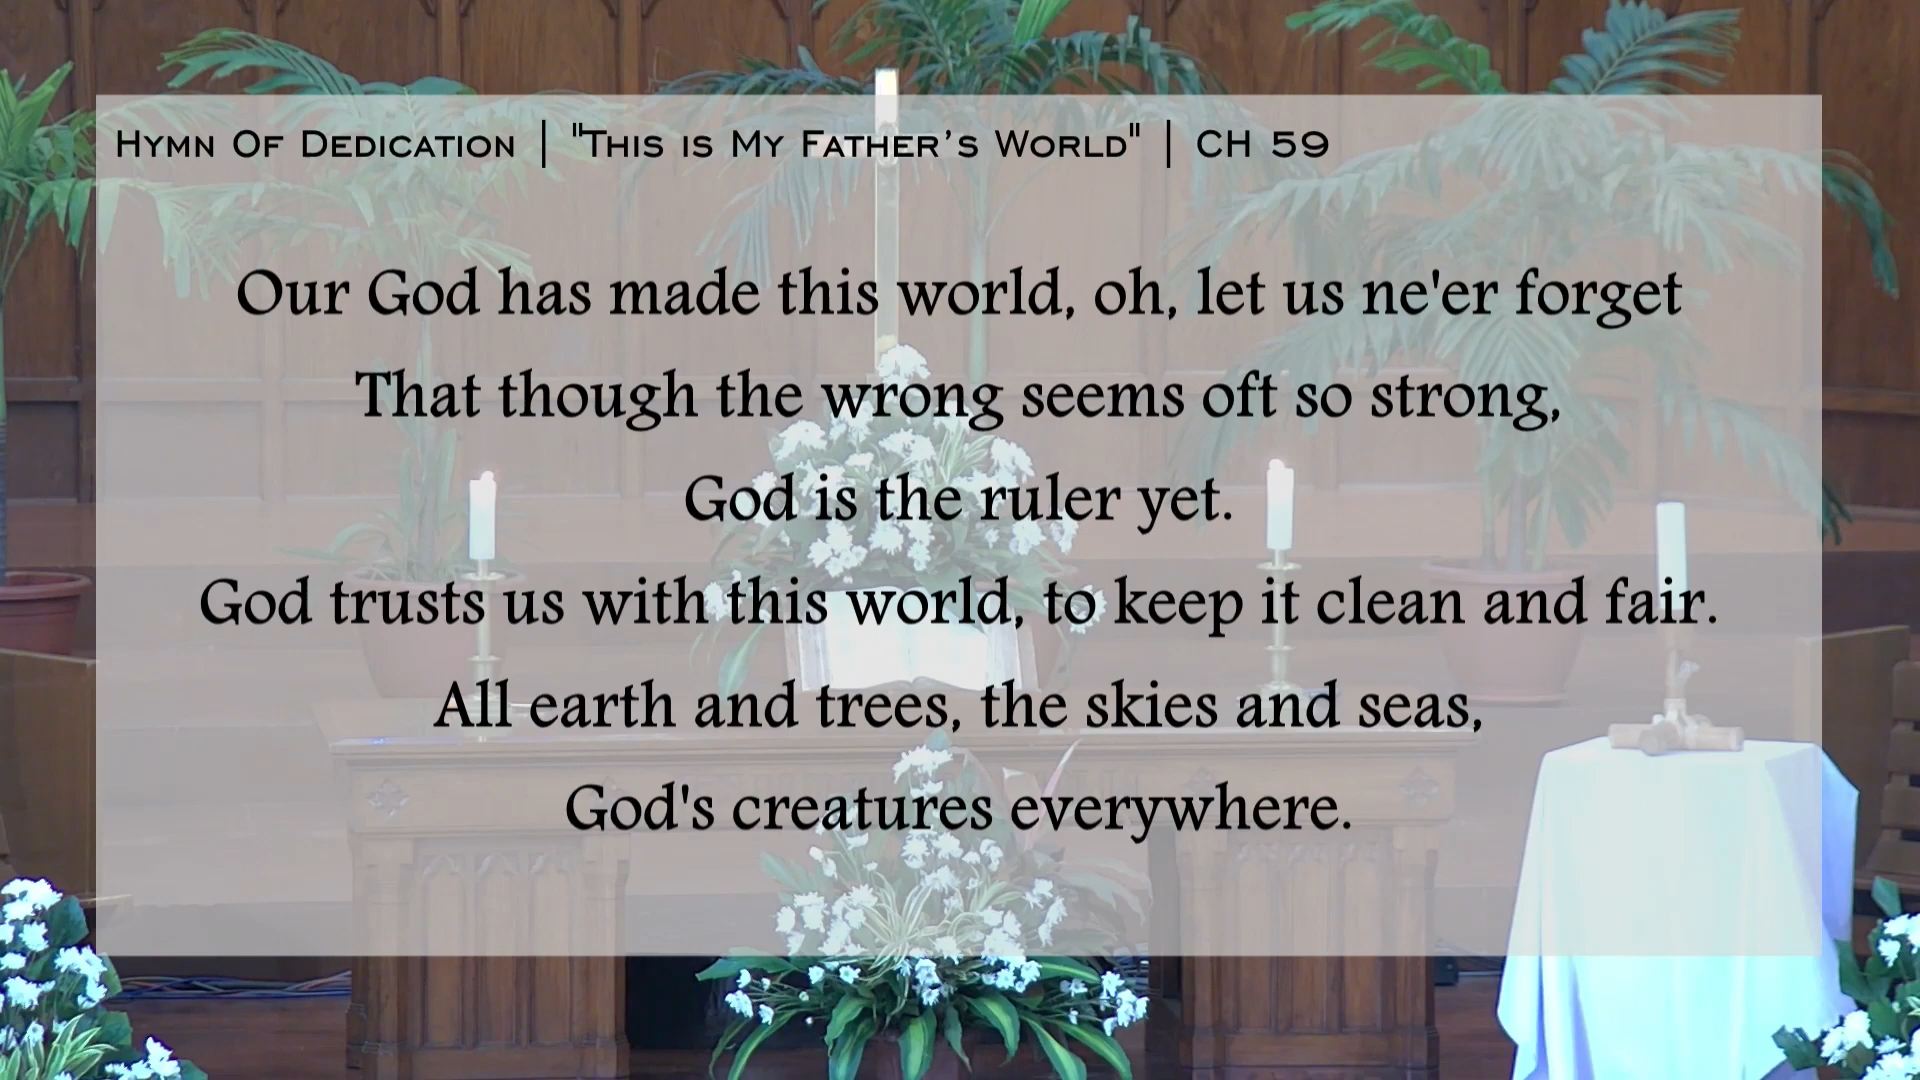 Hymn Of Dedication | "This is My Father's World" | CH 59
Our God has made this world, oh, let us ne'er forget
That though the wrong seems oft so strong,
God is the ruler yet.
God trusts us with this world, to keep it clean and fair.
All earth and trees, the skies and seas,
God's creatures everywhere.